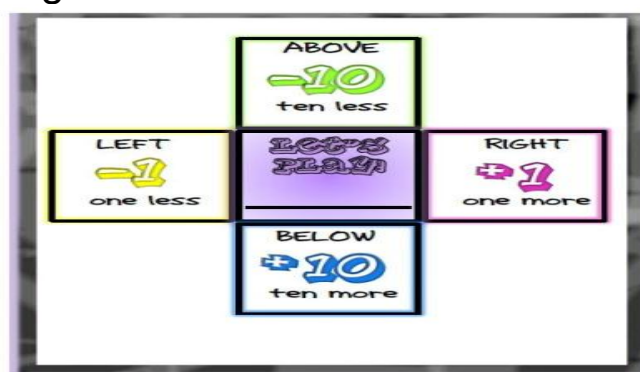 ABOVE
-10
ten less
LEFT
-1
one less
LET'S
PLAY!
RIGHT
+1
one more
BELOW
+10
ten more